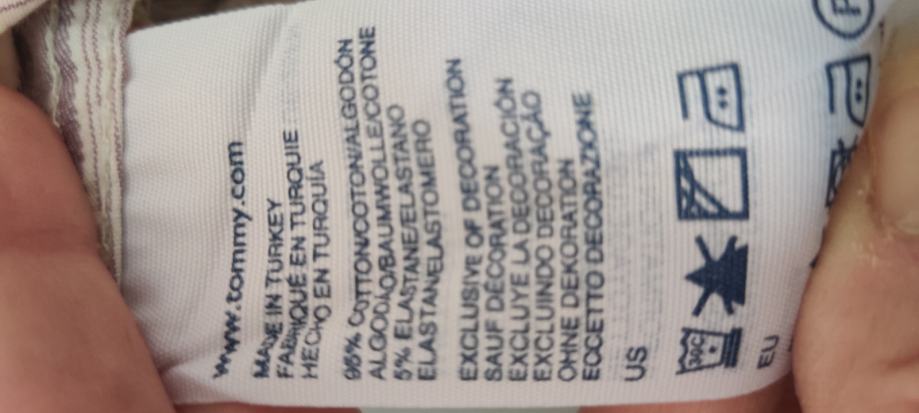 www.tommy.com
MADE IN TURKEY
FABRIQUÉ EN TURQUIE
HECHO EN TURQUÍA
95% COTTON/COTON/ALGODÓN
ALGODÃO/BAUMWOLLE/COTONE
5% ELASTANE/ELASTANO
ELASTAN/ELASTOMERO
EXCLUSIVE OF DECORATION
SAUF DÉCORATION
EXCLUYE LA DECORACIÓN
EXCLUINDO DECORAÇÃO
OHNE DEKORATION
ECCETTO DECORAZIONE
US
30C
EU
P